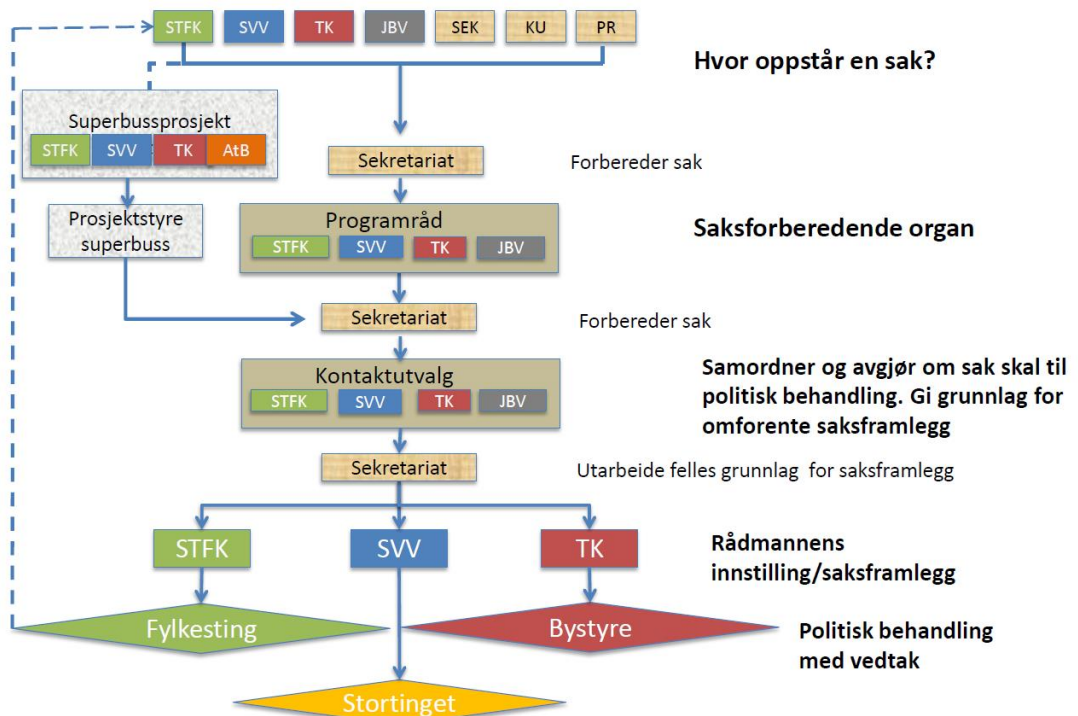 STFK SVV TK JBV SEK KU PR
Hvor oppstår en sak?
Superbussprosjekt
STFK SVV TK AtB
Sekretariat
Forbereder sak
Prosjektstyre
superbuss
Programråd
STFK SVV TK JBV
Saksforberedende organ
Sekretariat
Forbereder sak
Kontaktutvalg
STFK SVV TK JBV
Samordner og avgjør om sak skal til
politisk behandling. Gi grunnlag for
omforente saksframlegg
Sekretariat
Utarbeide felles grunnlag for saksframlegg
STFK SVV TK
Rådmannens
innstilling/saksframlegg
Fylkesting
Bystyre
Politisk behandling
med vedtak
Stortinget